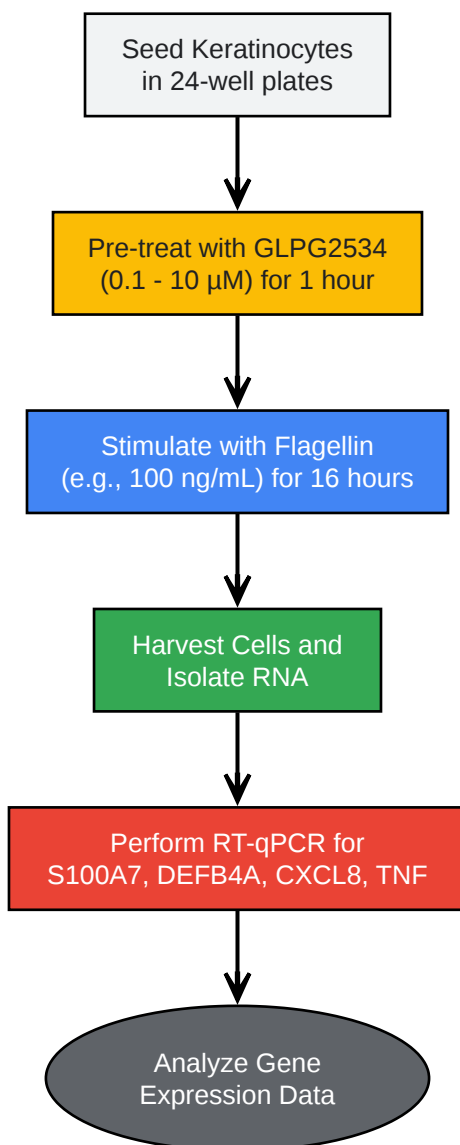 Seed Keratinocytes
in 24-well plates
Pre-treat with GLPG2534
(0.1 - 10 µM) for 1 hour
Stimulate with Flagellin
(e.g., 100 ng/mL) for 16 hours
Harvest Cells and
Isolate RNA
Perform RT-qPCR for
S100A7, DEFB4A, CXCL8, TNF
Analyze Gene
Expression Data